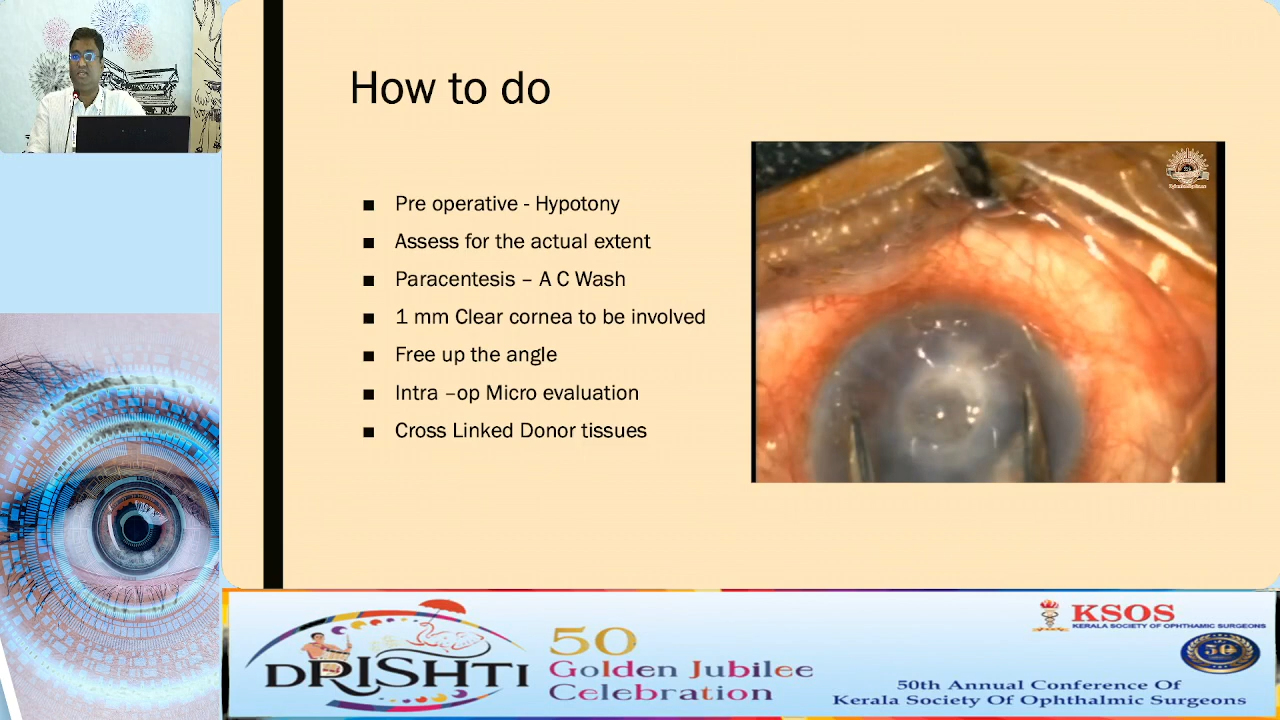 How to do
■ Pre operative - Hypotony
■ Assess for the actual extent
■ Paracentesis – A C Wash
■ 1 mm Clear cornea to be involved
■ Free up the angle
■ Intra –op Micro evaluation
■ Cross Linked Donor tissues
DRISHTI
50
Golden Jubilee
Celebration
KSOS
KERALA SOCIETY OF OPHTHAMIC SURGEONS
50
50th Annual Conference Of
Kerala Society Of Ophthalmic Surgeons